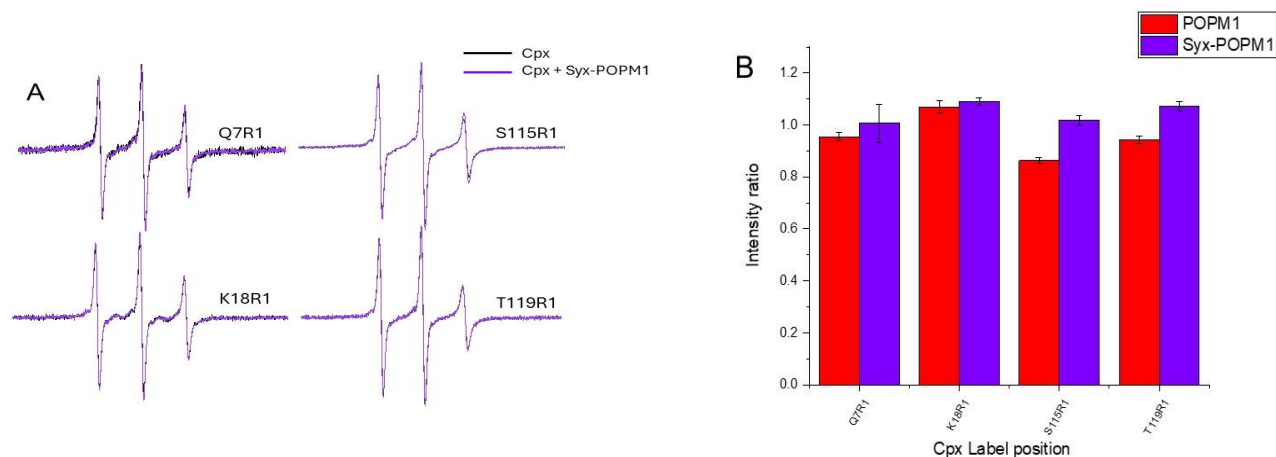 A
Cpx
Cpx + Syx-POPM1
Q7R1
S115R1
K18R1
T119R1
B
POPM1
Syx-POPM1
Intensity ratio
1.2
1.0
0.8
0.6
0.4
0.2
0.0
Q7R1
K18R1
S115R1
T119R1
Cpx Label position